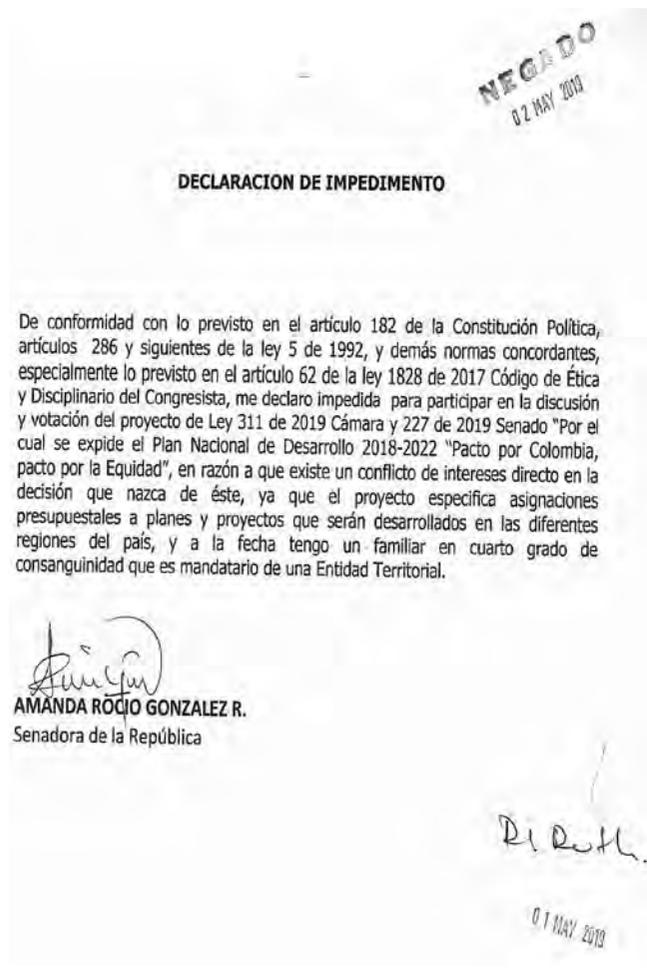 NEGADO
02 MAY 2019
DECLARACION DE IMPEDIMENTO
De conformidad con lo previsto en el artículo 182 de la Constitución Política,
artículos 286 y siguientes de la ley 5 de 1992, y demás normas concordantes,
especialmente lo previsto en el artículo 62 de la ley 1828 de 2017 Código de Ética
y Disciplinario del Congresista, me declaro impedida para participar en la discusión
y votación del proyecto de Ley 311 de 2019 Cámara y 227 de 2019 Senado "Por el
cual se expide el Plan Nacional de Desarrollo 2018-2022 "Pacto por Colombia,
pacto por la Equidad", en razón a que existe un conflicto de intereses directo en la
decisión que nazca de éste, ya que el proyecto especifica asignaciones
presupuestales a planes y proyectos que serán desarrollados en las diferentes
regiones del país, y a la fecha tengo un familiar en cuarto grado de
consanguinidad que es mandatario de una Entidad Territorial.
AMANDA ROCIO GONZALEZ R.
Senadora de la República
01 MAY 2019